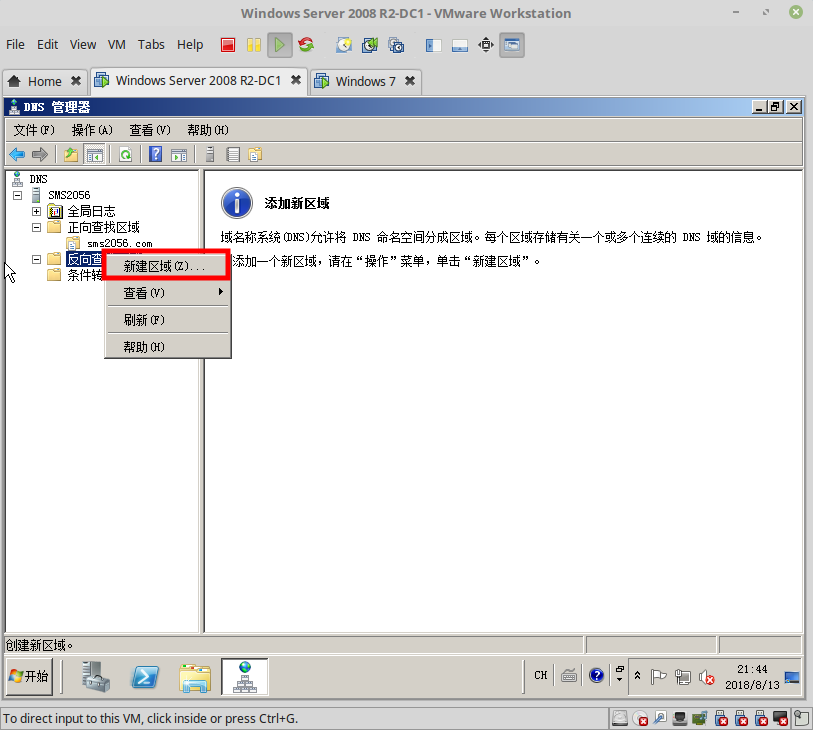 Windows Server 2008 R2-DC1 - VMware Workstation
File Edit View VM Tabs Help
Home Windows Server 2008 R2-DC1 Windows 7
DNS 管理器
文件(F) 操作(A) 查看(V) 帮助(H)
DNS
SMS2056
全局日志
正向查找区域
sms2056.com
反向查
条件转
新建区域(Z)...
查看(V)
刷新(F)
帮助(H)
添加新区域
域名称系统(DNS)允许将 DNS 命名空间分成区域。每个区域存储有关一个或多个连续的 DNS 域的信息。
添加一个新区域，请在“操作”菜单，单击“新建区域”。
创建新区域。
开始
CH
21:44
2018/8/13
To direct input to this VM, click inside or press Ctrl+G.